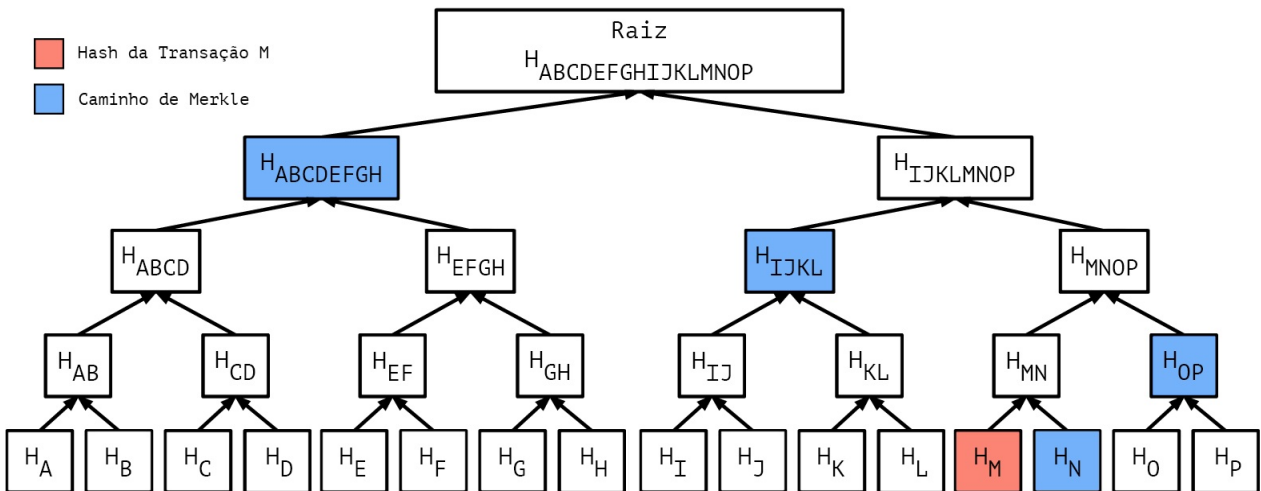 Raiz
HABCDEFGHIJKLMNOP
Hash da Transação M
Caminho de Merkle
HABCDEFGH
HIJKLMNOP
HABCD
HEFGH
HIJKL
HMNOP
HAB
HCD
HEF
HGH
HIJ
HKL
HMN
HOP
HA
HB
HC
HD
HE
HF
HG
HH
HI
HJ
HK
HL
HM
HN
HO
HP